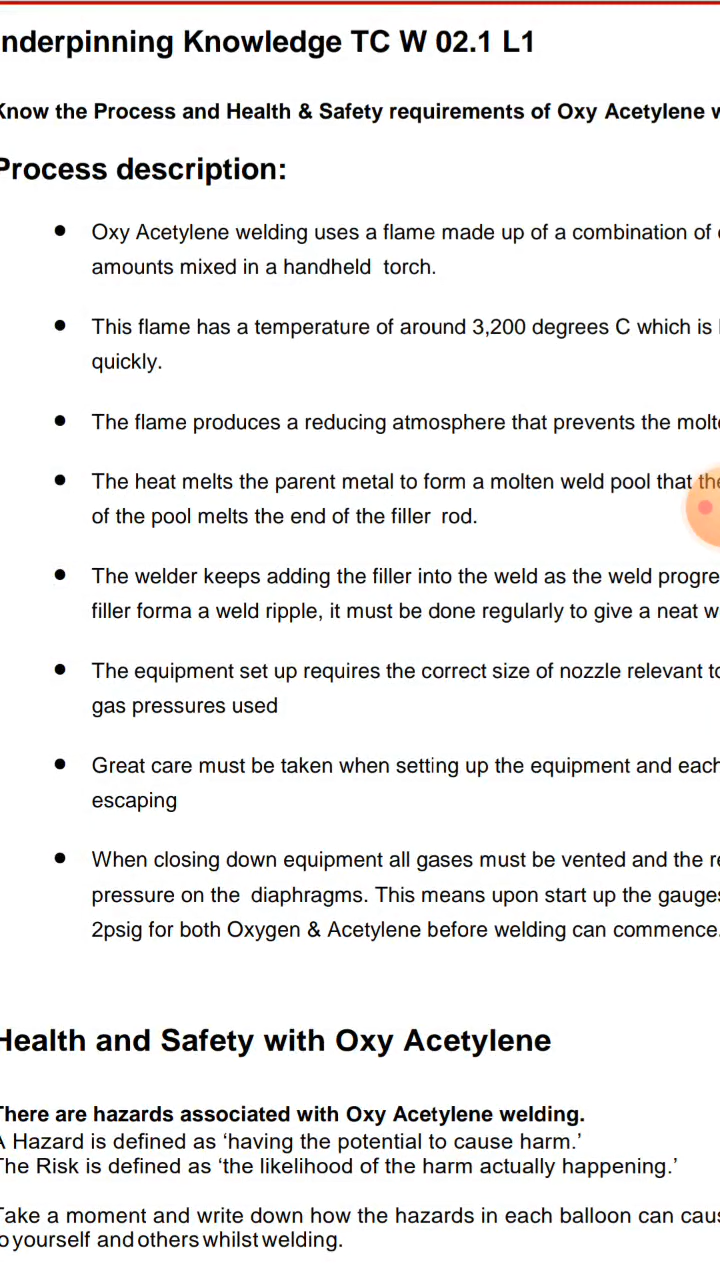 nderpinning Knowledge TC W 02.1 L1
Know the Process and Health & Safety requirements of Oxy Acetylene
Process description:
Oxy Acetylene welding uses a flame made up of a combination of
amounts mixed in a handheld torch.
This flame has a temperature of around 3,200 degrees C which is
quickly.
The flame produces a reducing atmosphere that prevents the
The heat melts the parent metal to form a molten weld pool that
of the pool melts the end of the filler rod.
The welder keeps adding the filler into the weld as the weld
filler forma a weld ripple, it must be done regularly to give a neat
The equipment set up requires the correct size of nozzle relevant
gas pressures used
Great care must be taken when setting up the equipment and each
escaping
When closing down equipment all gases must be vented and the
pressure on the diaphragms. This means upon start up the gauges
2psig for both Oxygen & Acetylene before welding can commence.
Health and Safety with Oxy Acetylene
There are hazards associated with Oxy Acetylene welding.
A Hazard is defined as ‘having the potential to cause harm.’
The Risk is defined as ‘the likelihood of the harm actually happening.’
Take a moment and write down how the hazards in each balloon can
to yourself and others whilst welding.